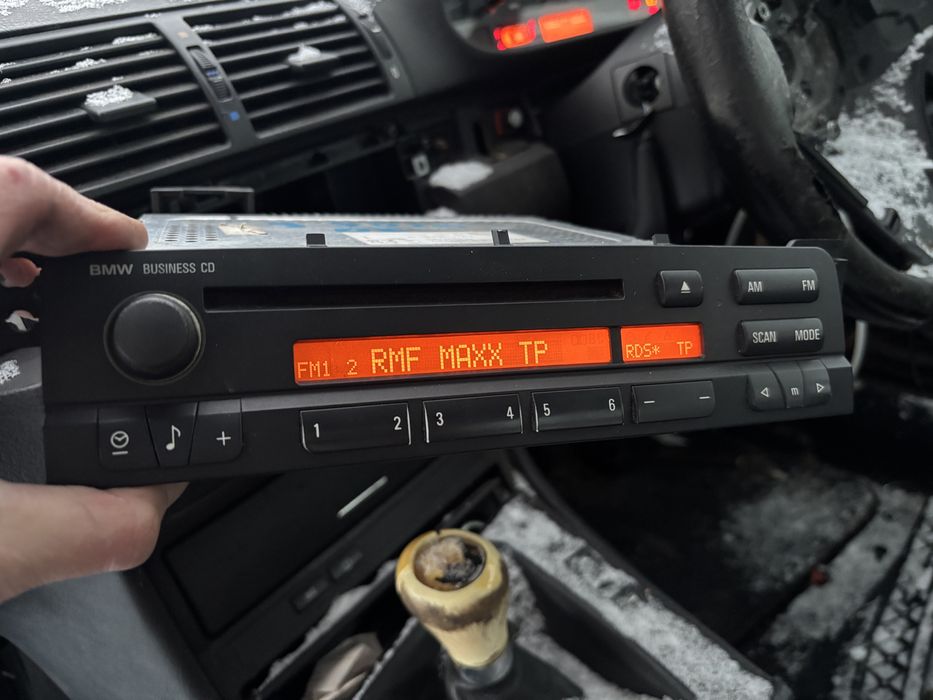 BMW BUSINESS CD
AM FM
SCAN MODE
FM1 2 RMF MAXX TP
RDS* TP
1 2 3 4 5 6
m